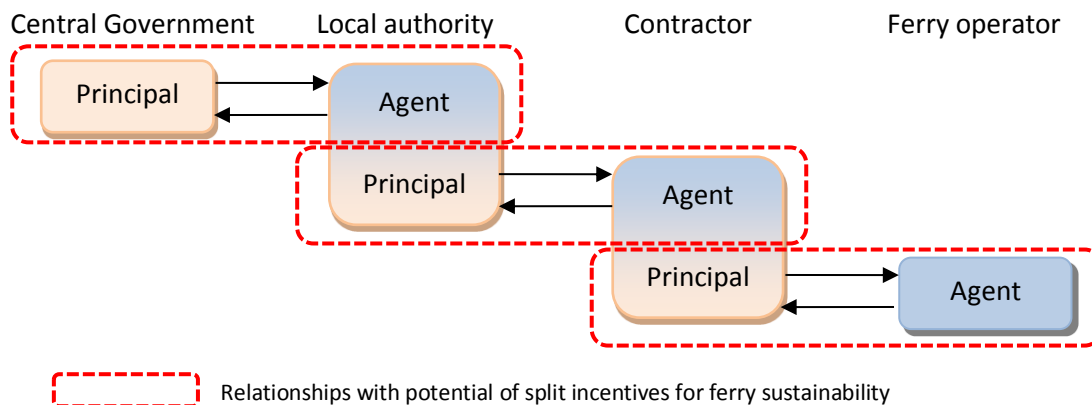 Central Government Local authority Contractor Ferry operator
Principal Agent
Principal Agent
Principal Agent
Relationships with potential of split incentives for ferry sustainability